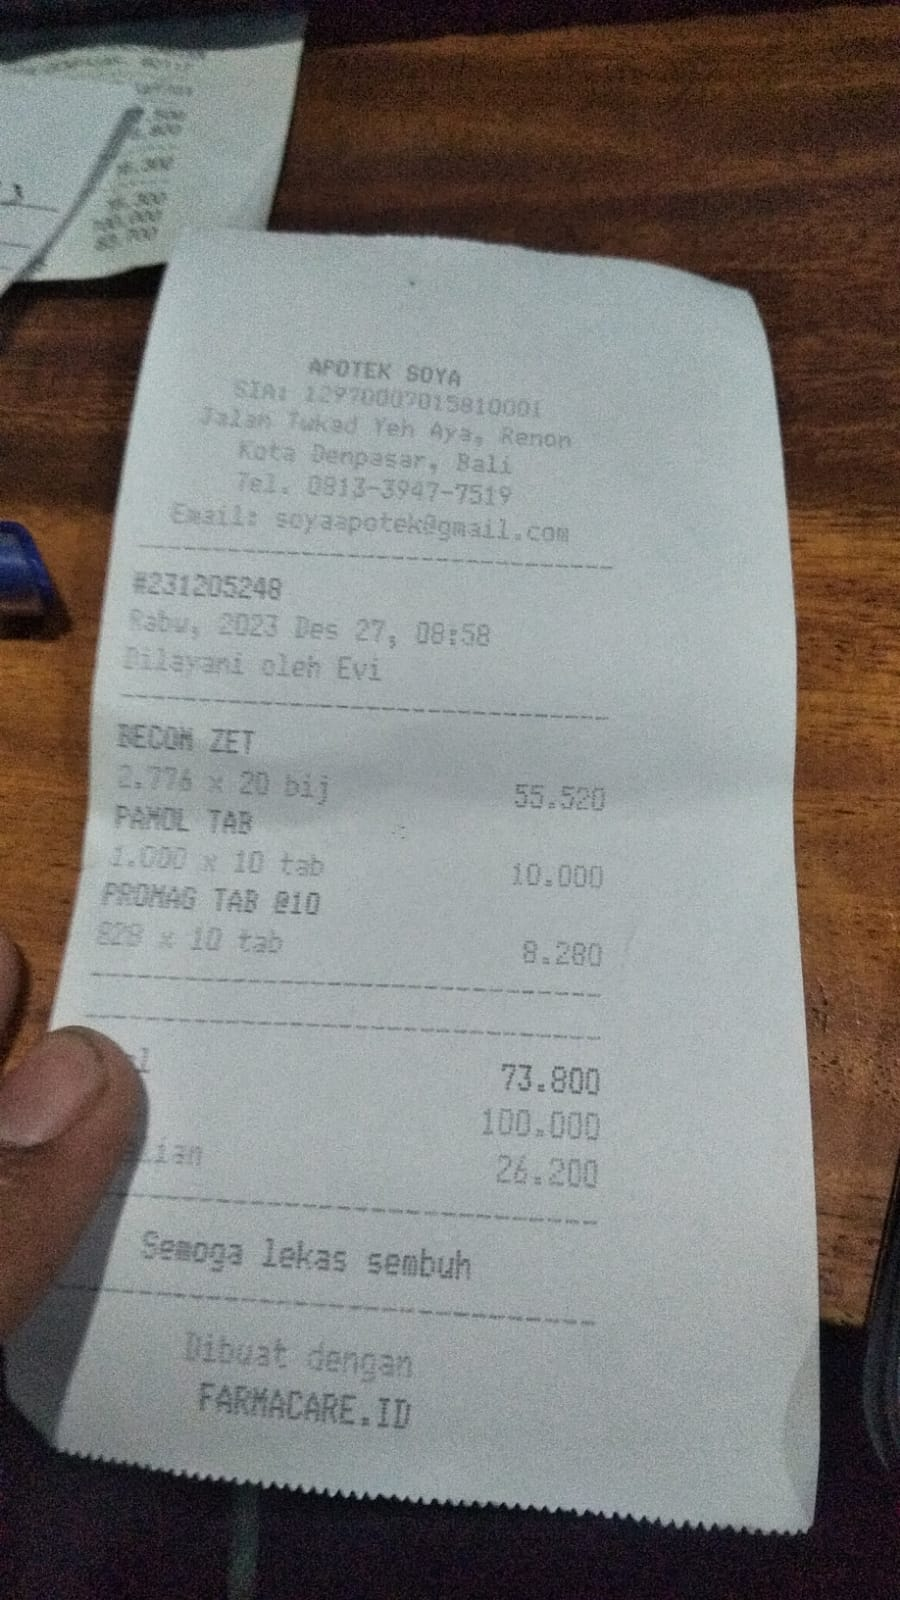 APOTEK SOYA
SIA: 12970007015810001
Jalan Tukad Yeh Aya, Renon
Kota Denpasar, Bali
Tel. 0813-3947-7519
Email: soyaapotek@gmail.com
#231205248
Rabu, 2023 Des 27, 08:58
Dilayani oleh Evi
BECOM ZET
2.776 x 20 bij 55.520
PAMOL TAB
1.000 x 10 tab 10.000
PROMAG TAB @10
828 x 10 tab 8.280
73.800
100.000
26.200
Semoga lekas sembuh
Dibuat dengan
FARMACARE.ID